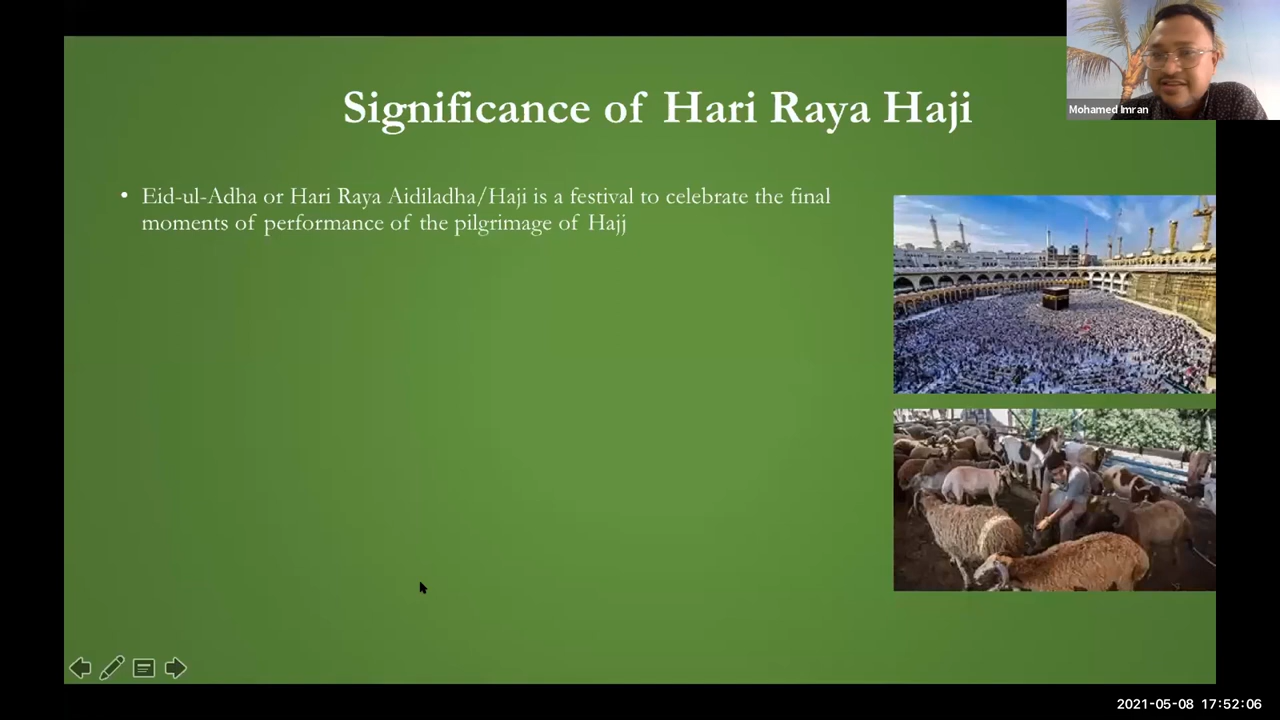 Significance of Hari Raya Haji
Mohamed Imran
• Eid-ul-Adha or Hari Raya Aidiladha/Haji is a festival to celebrate the final
moments of performance of the pilgrimage of Hajj
2021-05-08 17:52:06